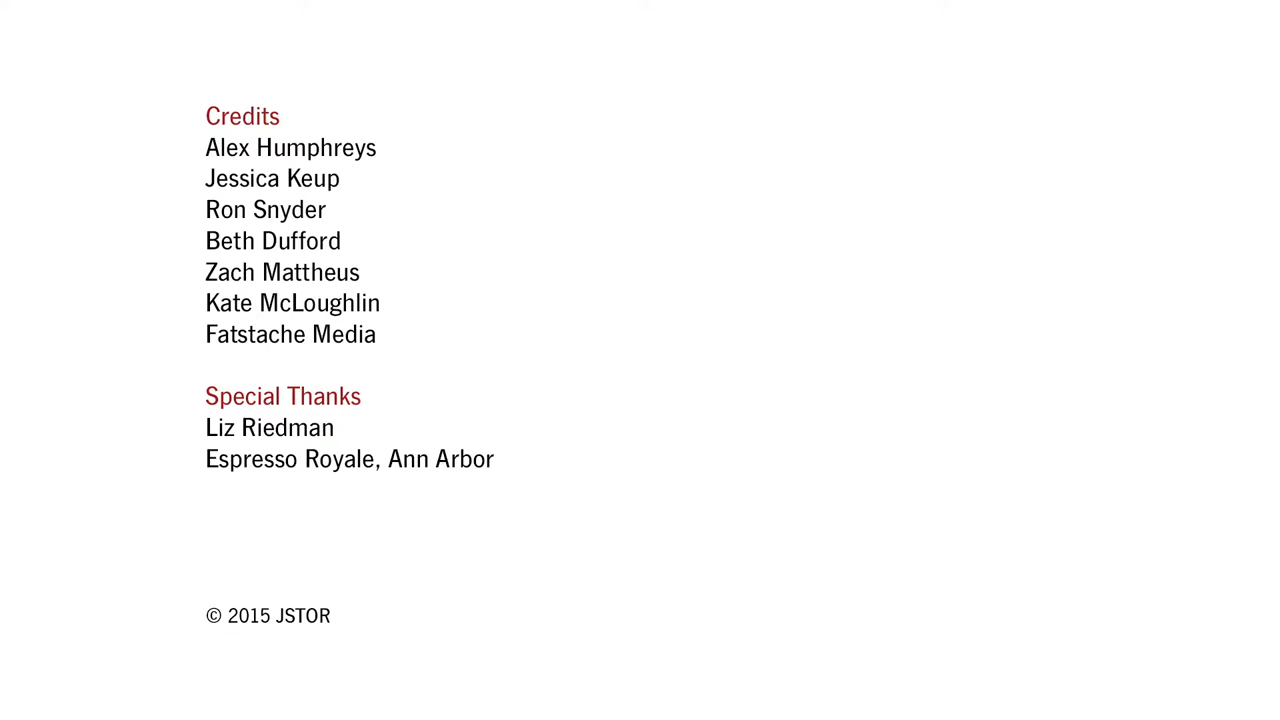 Credits
Alex Humphreys
Jessica Keup
Ron Snyder
Beth Dufford
Zach Mattheus
Kate McLoughlin
Fatstache Media
Special Thanks
Liz Riedman
Espresso Royale, Ann Arbor
© 2015 JSTOR